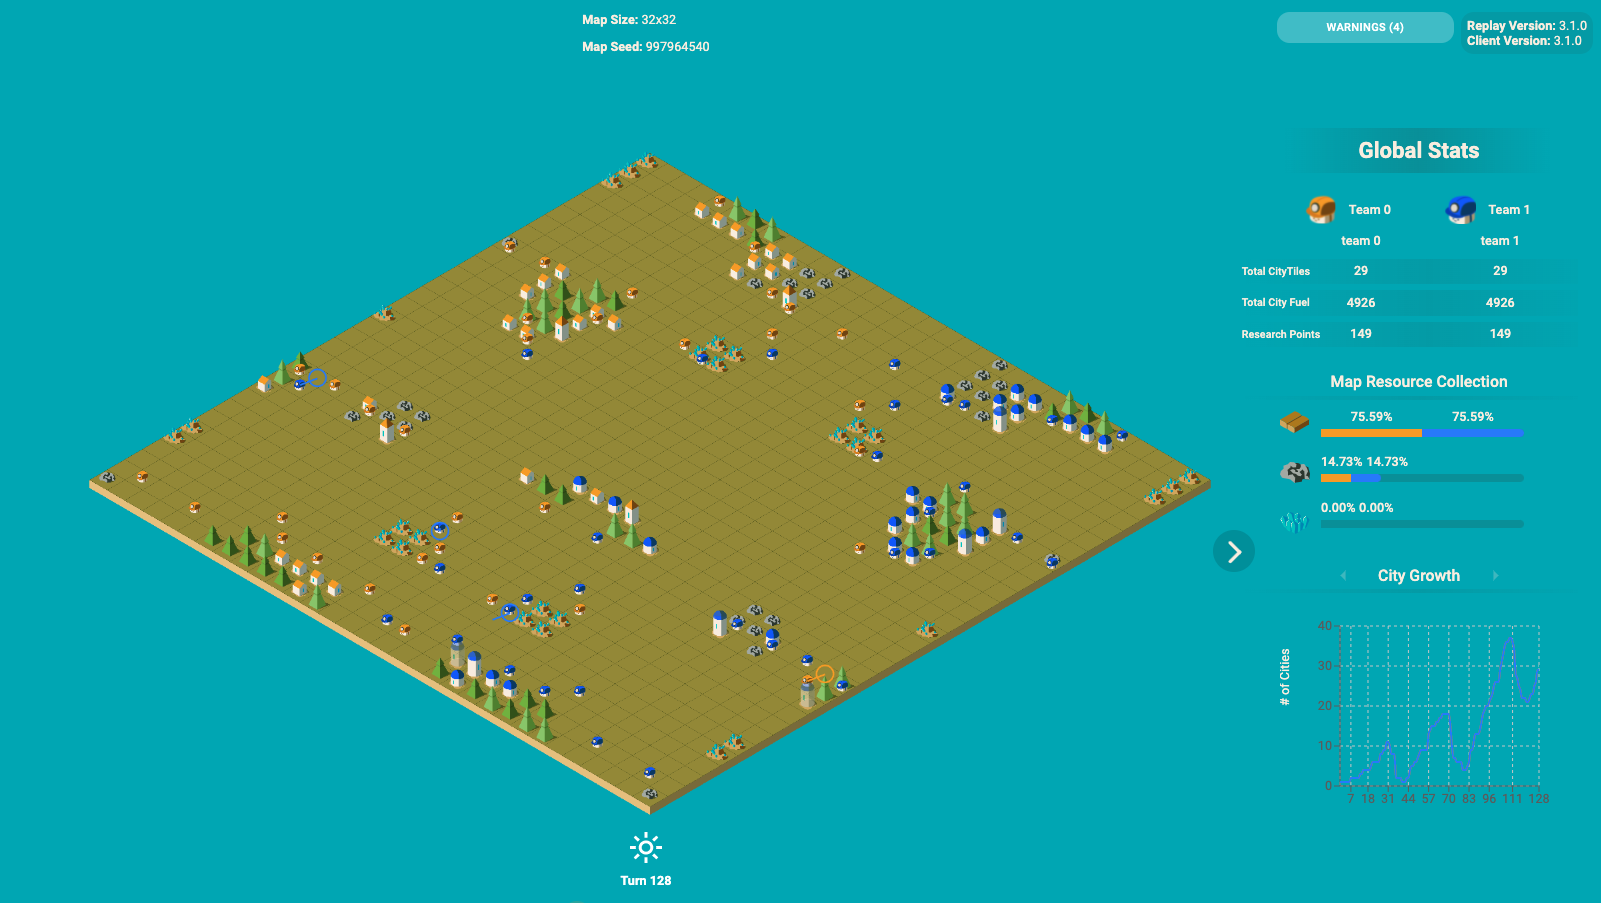 Map Size: 32x32
Map Seed: 997964540
WARNINGS (4)
Replay Version: 3.1.0
Client Version: 3.1.0
Global Stats
Team 0 Team 1
team 0 team 1
Total CityTiles 29 29
Total City Fuel 4926 4926
Research Points 149 149
Map Resource Collection
75.59% 75.59%
14.73% 14.73%
0.00% 0.00%
City Growth
# of Cities
40
30
20
10
0
7 18 31 44 57 70 83 96 111 128
Turn 128